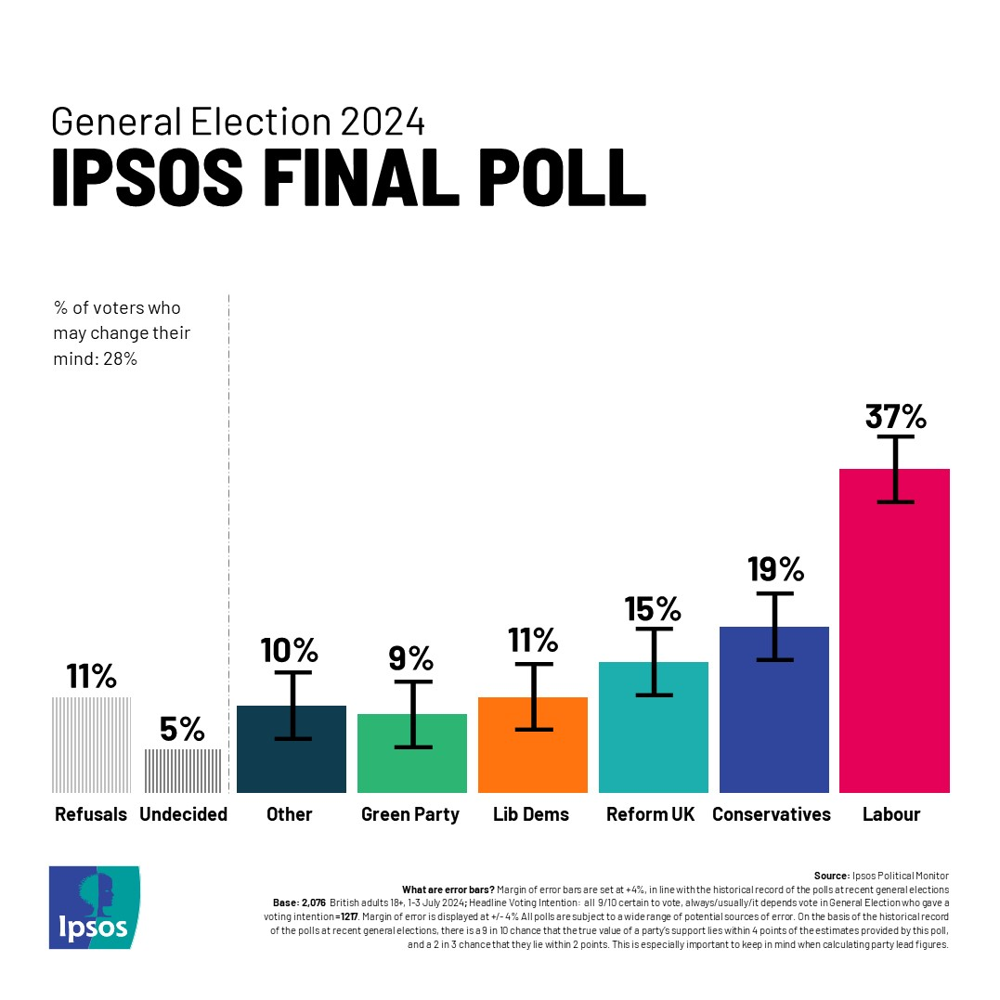 General Election 2024
IPSOS FINAL POLL
% of voters who
may change their
mind: 28%
11%
5%
10%
9%
11%
15%
19%
37%
Refusals
Undecided
Other
Green Party
Lib Dems
Reform UK
Conservatives
Labour
Ipsos
Source: Ipsos Political Monitor
What are error bars? Margin of error bars are set at +4%, in line with the historical record of the polls at recent general elections
Base: 2,076 British adults 18+, 1-3 July 2024; Headline Voting Intention: all 9/10 certain to vote, always/usually/it depends vote in General Election who gave a
voting intention=1217. Margin of error is displayed at +/- 4% All polls are subject to a wide range of potential sources of error. On the basis of the historical record
of the polls at recent general elections, there is a 9 in 10 chance that the true value of a party's support lies within 4 points of the estimates provided by this poll,
and a 2 in 3 chance that they lie within 2 points. This is especially important to keep in mind when calculating party lead figures.